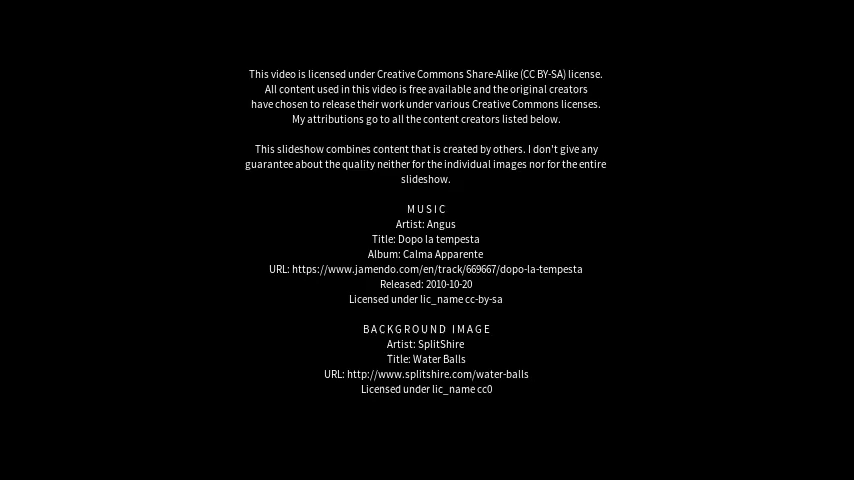 This video is licensed under Creative Commons Share-Alike (CC BY-SA) license.
All content used in this video is free available and the original creators
have chosen to release their work under various Creative Commons licenses.
My attributions go to all the content creators listed below.
This slideshow combines content that is created by others. I don't give any
guarantee about the quality neither for the individual images nor for the entire
slideshow.
MUSIC
Artist: Angus
Title: Dopo la tempesta
Album: Calma Apparente
URL: https://www.jamendo.com/en/track/669667/dopo-la-tempesta
Released: 2010-10-20
Licensed under lic_name cc-by-sa
BACKGROUND IMAGE
Artist: SplitShire
Title: Water Balls
URL: http://www.splitshire.com/water-balls
Licensed under lic_name cc0